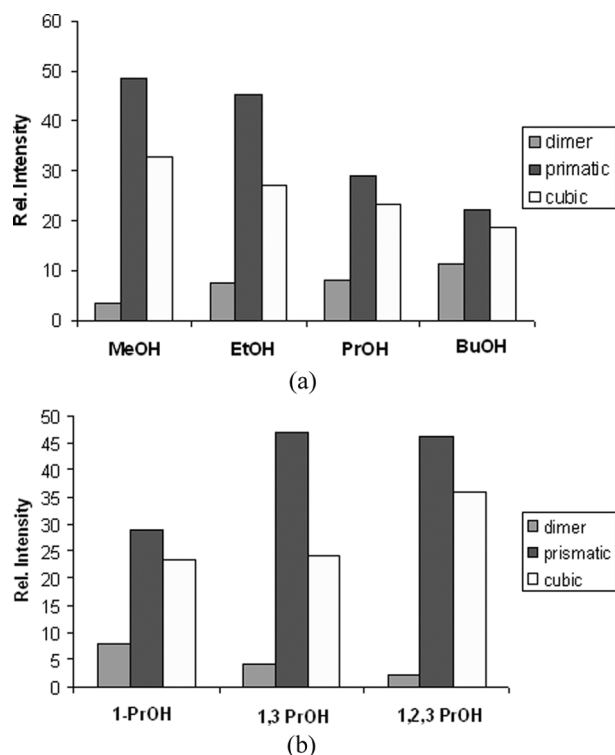 Rel. Intensity
60
50
40
30
20
10
0
MeOH EtOH PrOH BuOH
dimer
primatic
cubic
(a)
Rel. Intensity
50
45
40
35
30
25
20
15
10
5
0
1-PrOH 1,3 PrOH 1,2,3 PrOH
dimer
prismatic
cubic
(b)